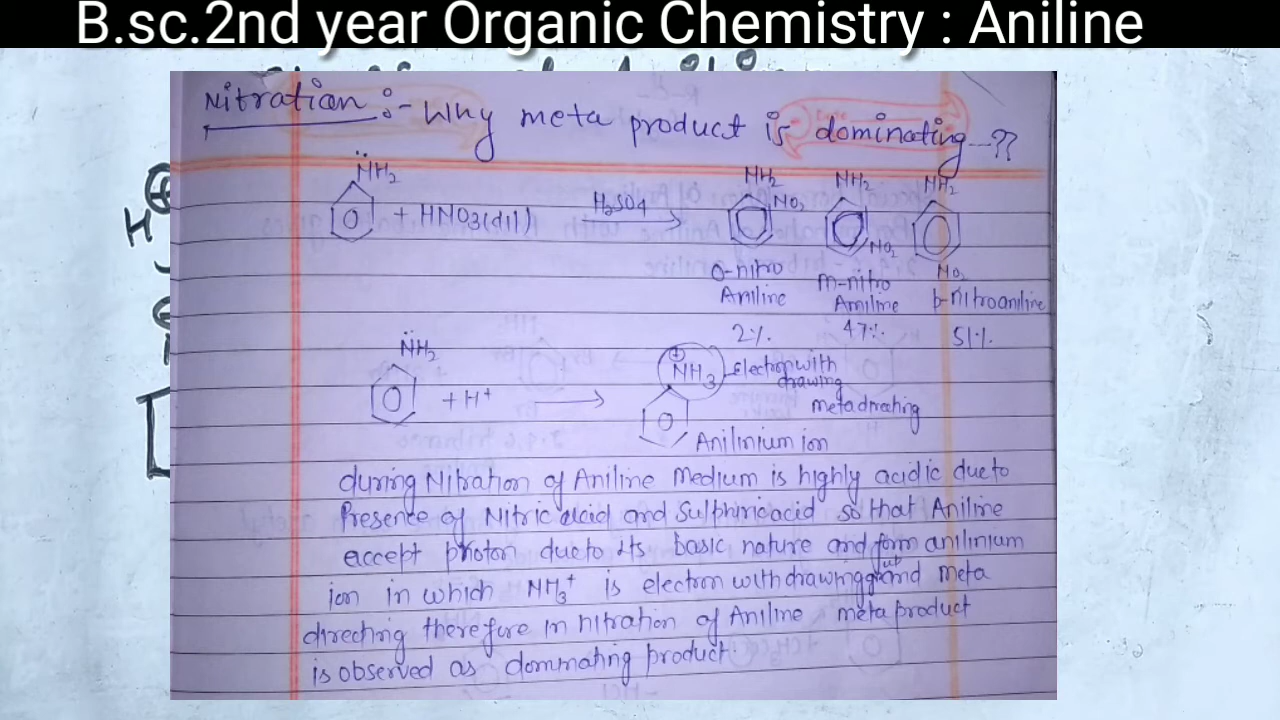 B.sc.2nd year Organic Chemistry : Aniline
Nitration :- Why meta product is dominating--??
N̈H₂ + HNO3(dil) H₂SO4 NH₂ NO₂ NH₂ NO₂ NH₂ NO₂
O-nitro Aniline
m-nitro Aniline
p-nitroaniline
2%. 47%. 51%.
N̈H₂ + H⁺ ⊕ NH3 Electron with drawing
meta directing
Anilinium ion
during Nitration of Aniline Medium is highly acidic due to
Presence of Nitric acid and Sulphuric acid so that Aniline
accept proton due to its basic nature and form anilinium
ion in which NH₃⁺ is electron withdrawing and meta
directing therefore in nitration of Aniline meta product
is observed as dominating product.